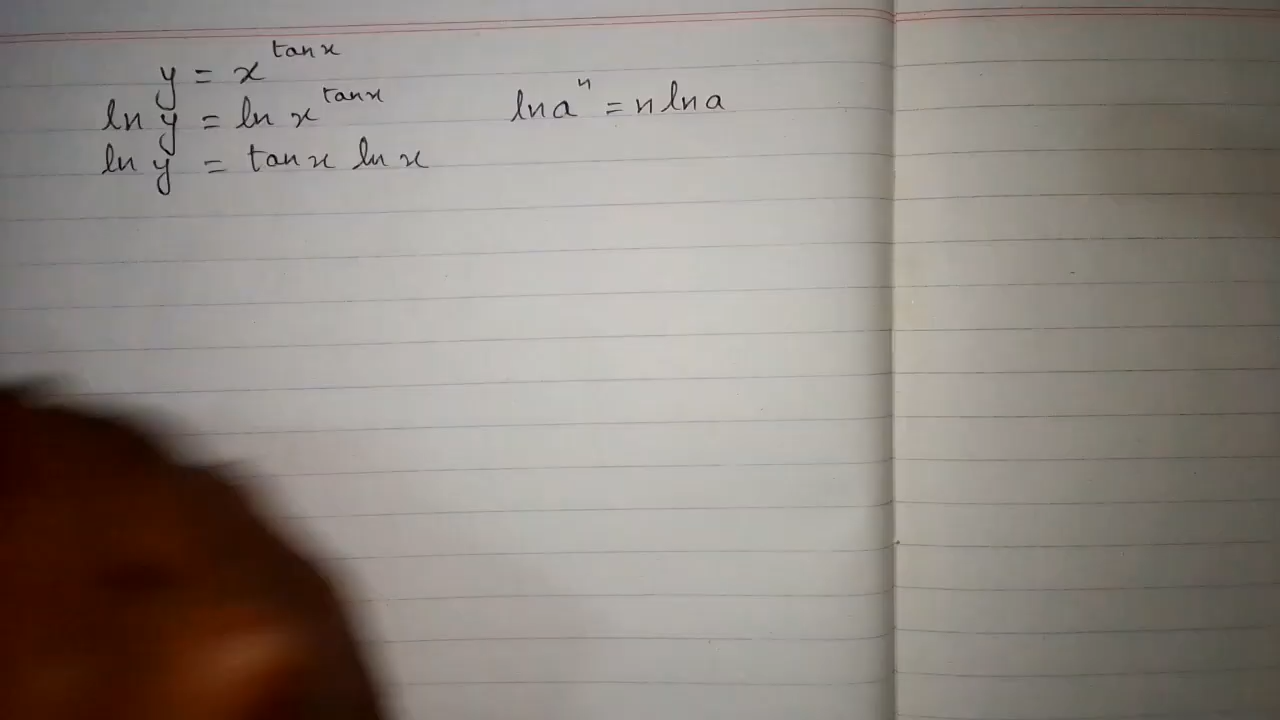 y = x^tan x
ln y = ln x^tan x
ln a^n = n ln a
ln y = tan x ln x